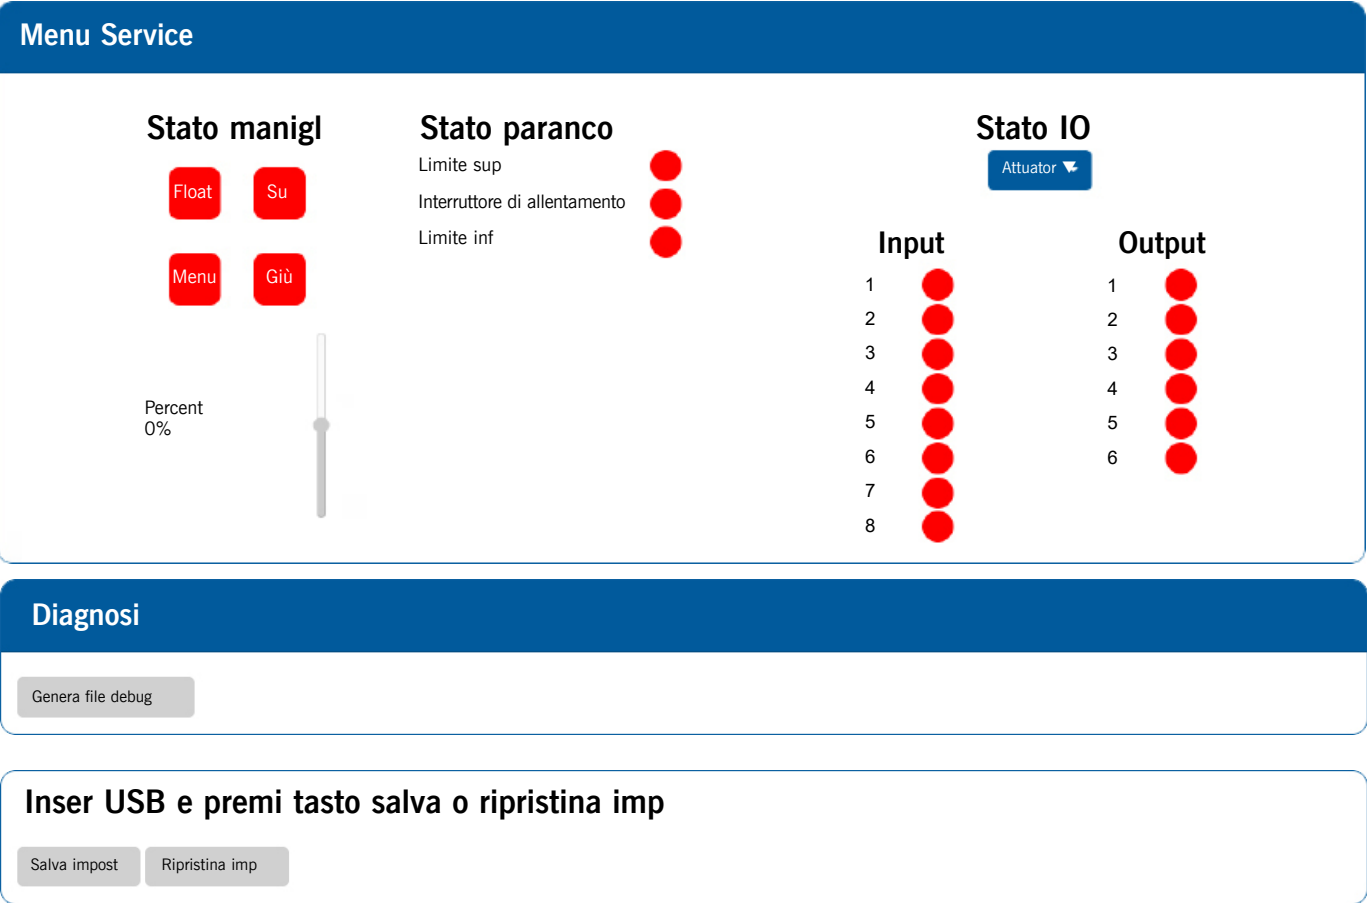 Menu Service
Stato manigl
Float
Su
Menu
Giù
Percent
0%
Stato paranco
Limite sup
Interruttore di allentamento
Limite inf
Stato IO
Attuator
Input
1
2
3
4
5
6
7
8
Output
1
2
3
4
5
6
Diagnosi
Genera file debug
Inser USB e premi tasto salva o ripristina imp
Salva impost
Ripristina imp